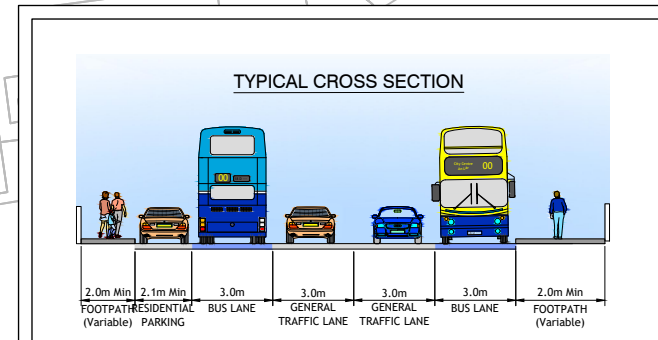 TYPICAL CROSS SECTION
00
City Centre
00
2.0m Min
2.1m Min
3.0m
3.0m
3.0m
3.0m
2.0m Min
FOOTPATH
(Variable)
RESIDENTIAL
PARKING
BUS LANE
GENERAL
TRAFFIC LANE
GENERAL
TRAFFIC LANE
BUS LANE
FOOTPATH
(Variable)